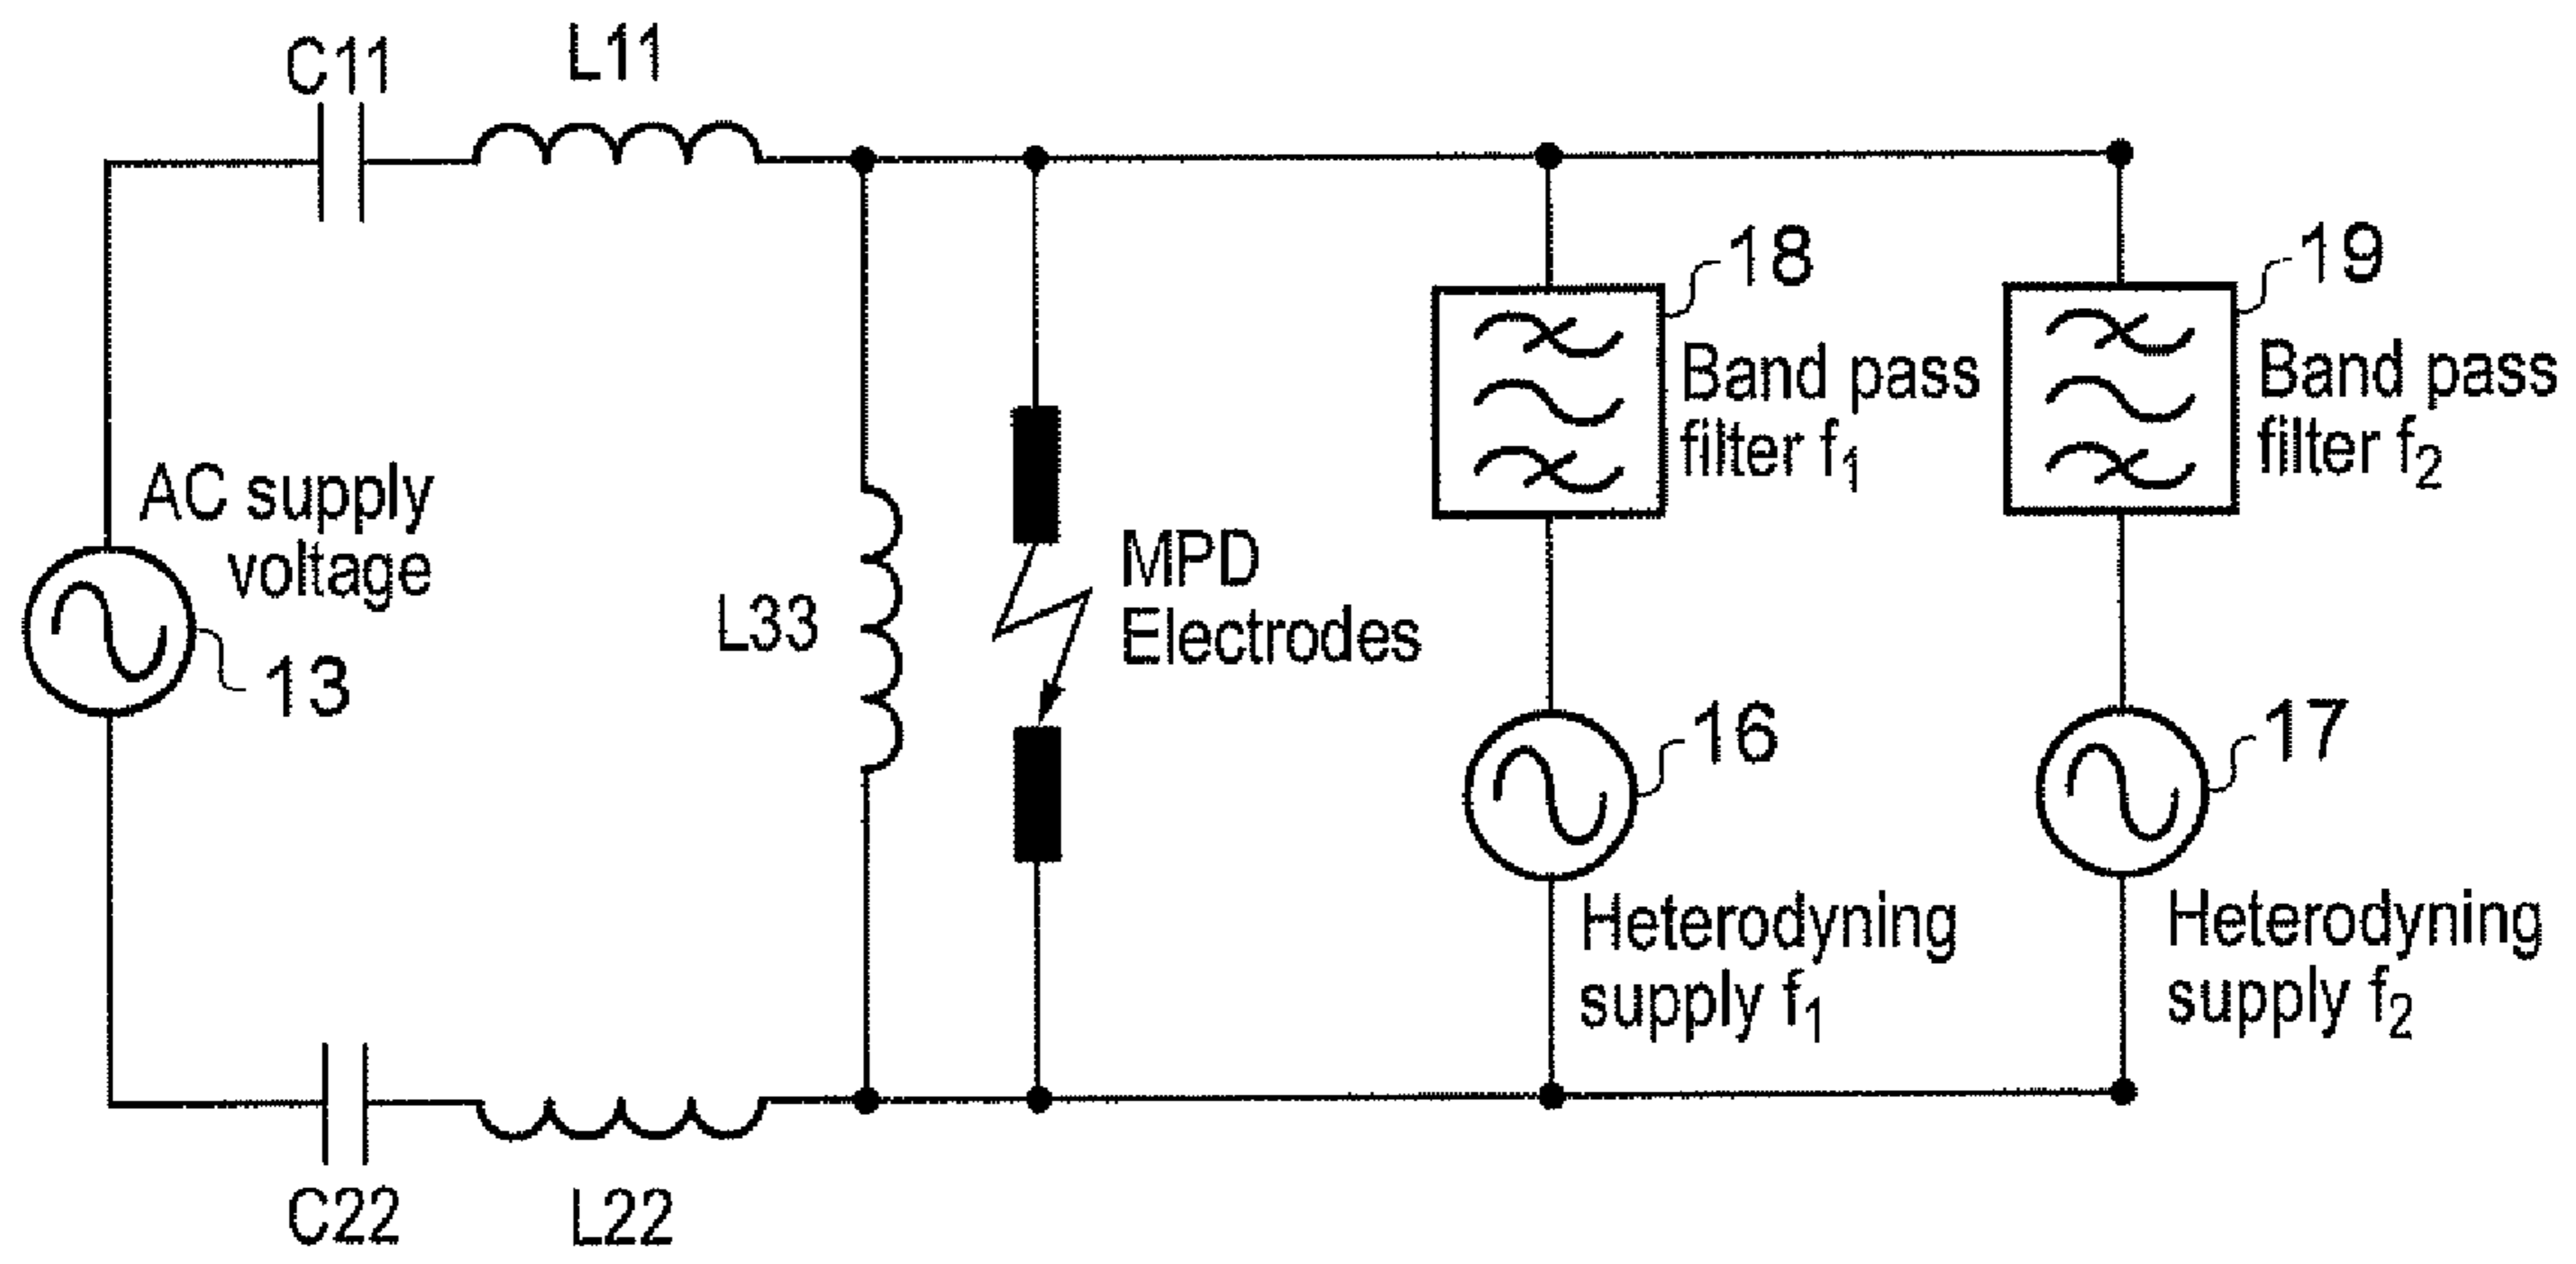 C11
L11
18
19
Band pass
filter f1
Band pass
filter f2
AC supply
voltage
13
L33
MPD
Electrodes
16
17
Heterodyning
supply f1
Heterodyning
supply f2
C22
L22